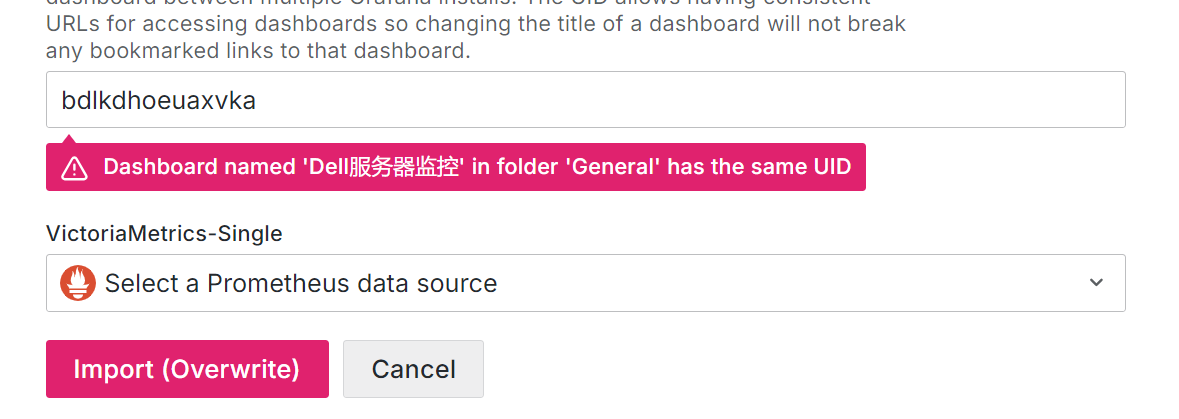 URLs for accessing dashboards so changing the title of a dashboard will not break
any bookmarked links to that dashboard.
bdlkdhoeuaxvka
Dashboard named 'Dell服务器监控' in folder 'General' has the same UID
VictoriaMetrics-Single
Select a Prometheus data source
Import (Overwrite)
Cancel